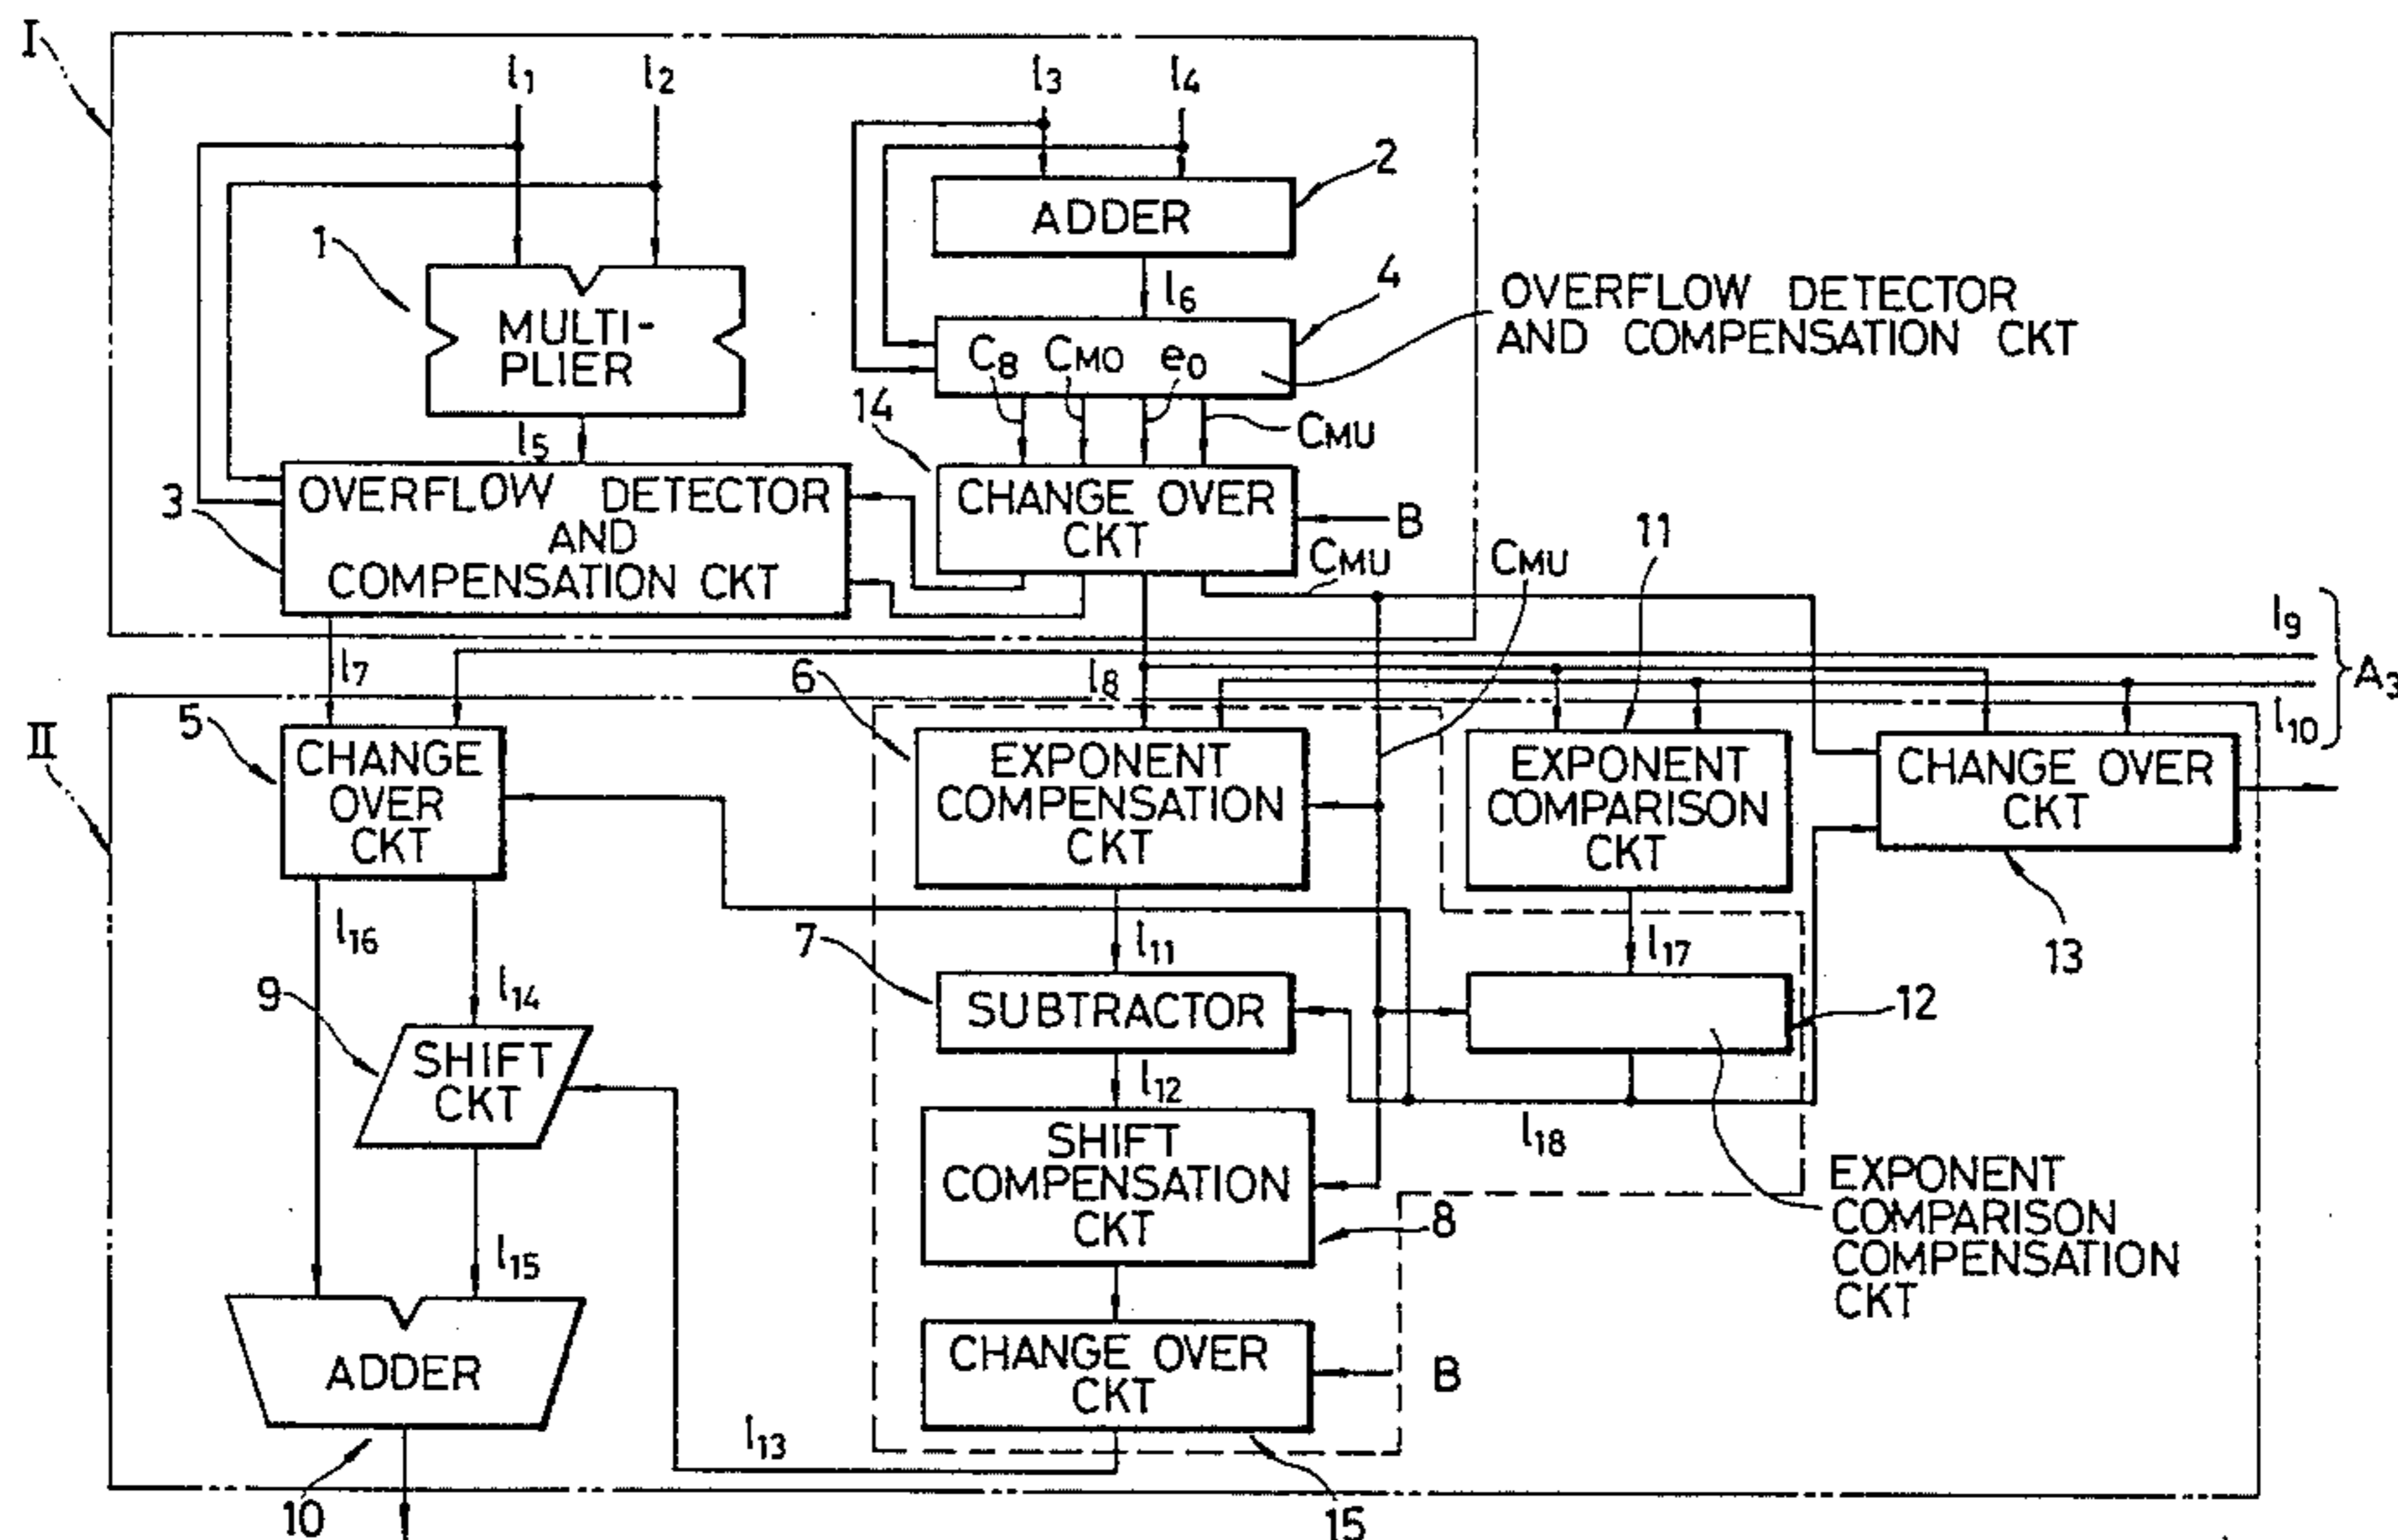 I
l1
l2
l3
l4
2
ADDER
1
MULTI-
PLIER
l6
4
OVERFLOW DETECTOR
AND COMPENSATION CKT
C8 CMO e0
14
CMU
l5
3
OVERFLOW DETECTOR
AND
COMPENSATION CKT
CHANGE OVER
CKT
B
CMU
CMU
11
l9
A3
l10
l7
l8
6
II
5
CHANGE
OVER
CKT
EXPONENT
COMPENSATION
CKT
EXPONENT
COMPARISON
CKT
CHANGE OVER
CKT
13
l16
l14
7
l11
l17
SUBTRACTOR
12
9
SHIFT
CKT
l12
l18
SHIFT
COMPENSATION
CKT
8
EXPONENT
COMPARISON
COMPENSATION
CKT
l15
ADDER
CHANGE OVER
CKT
B
l13
10
15